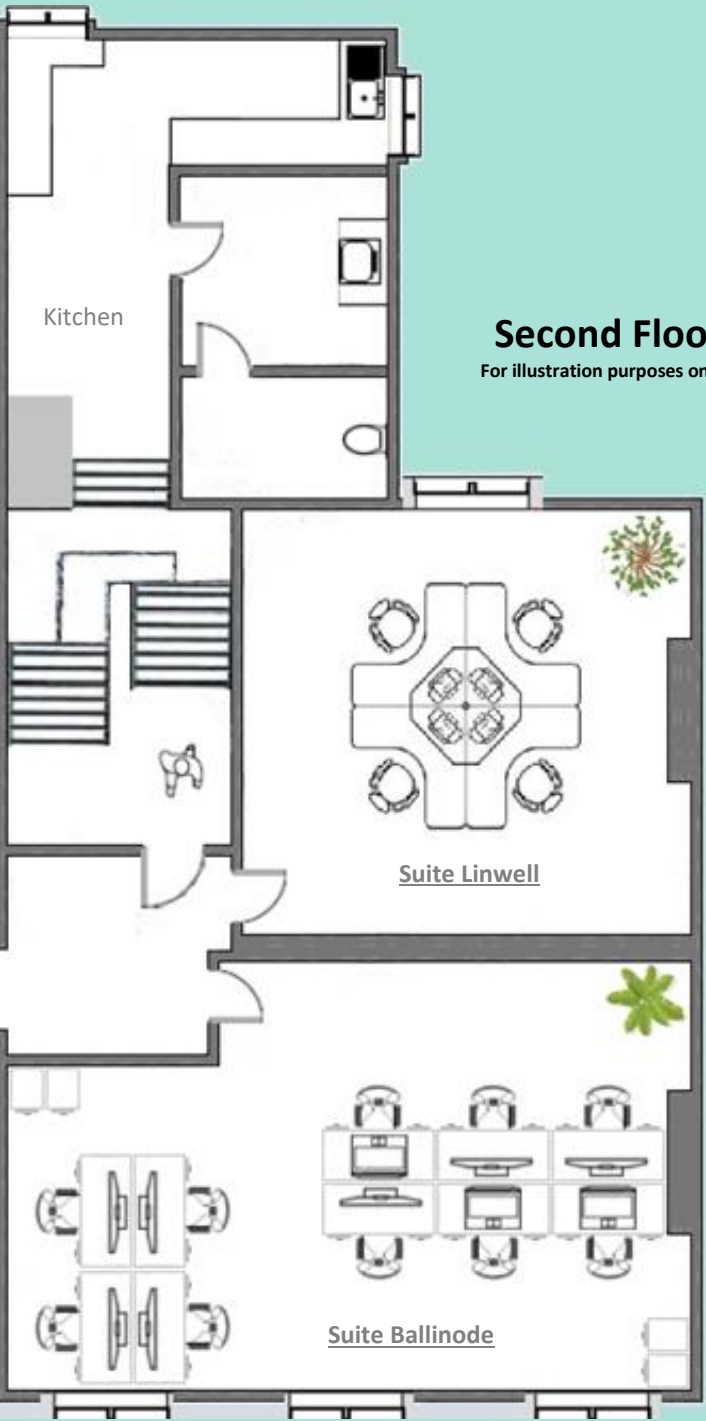 Kitchen
Second Floo
For illustration purposes on
Suite Linwell
Suite Ballinode